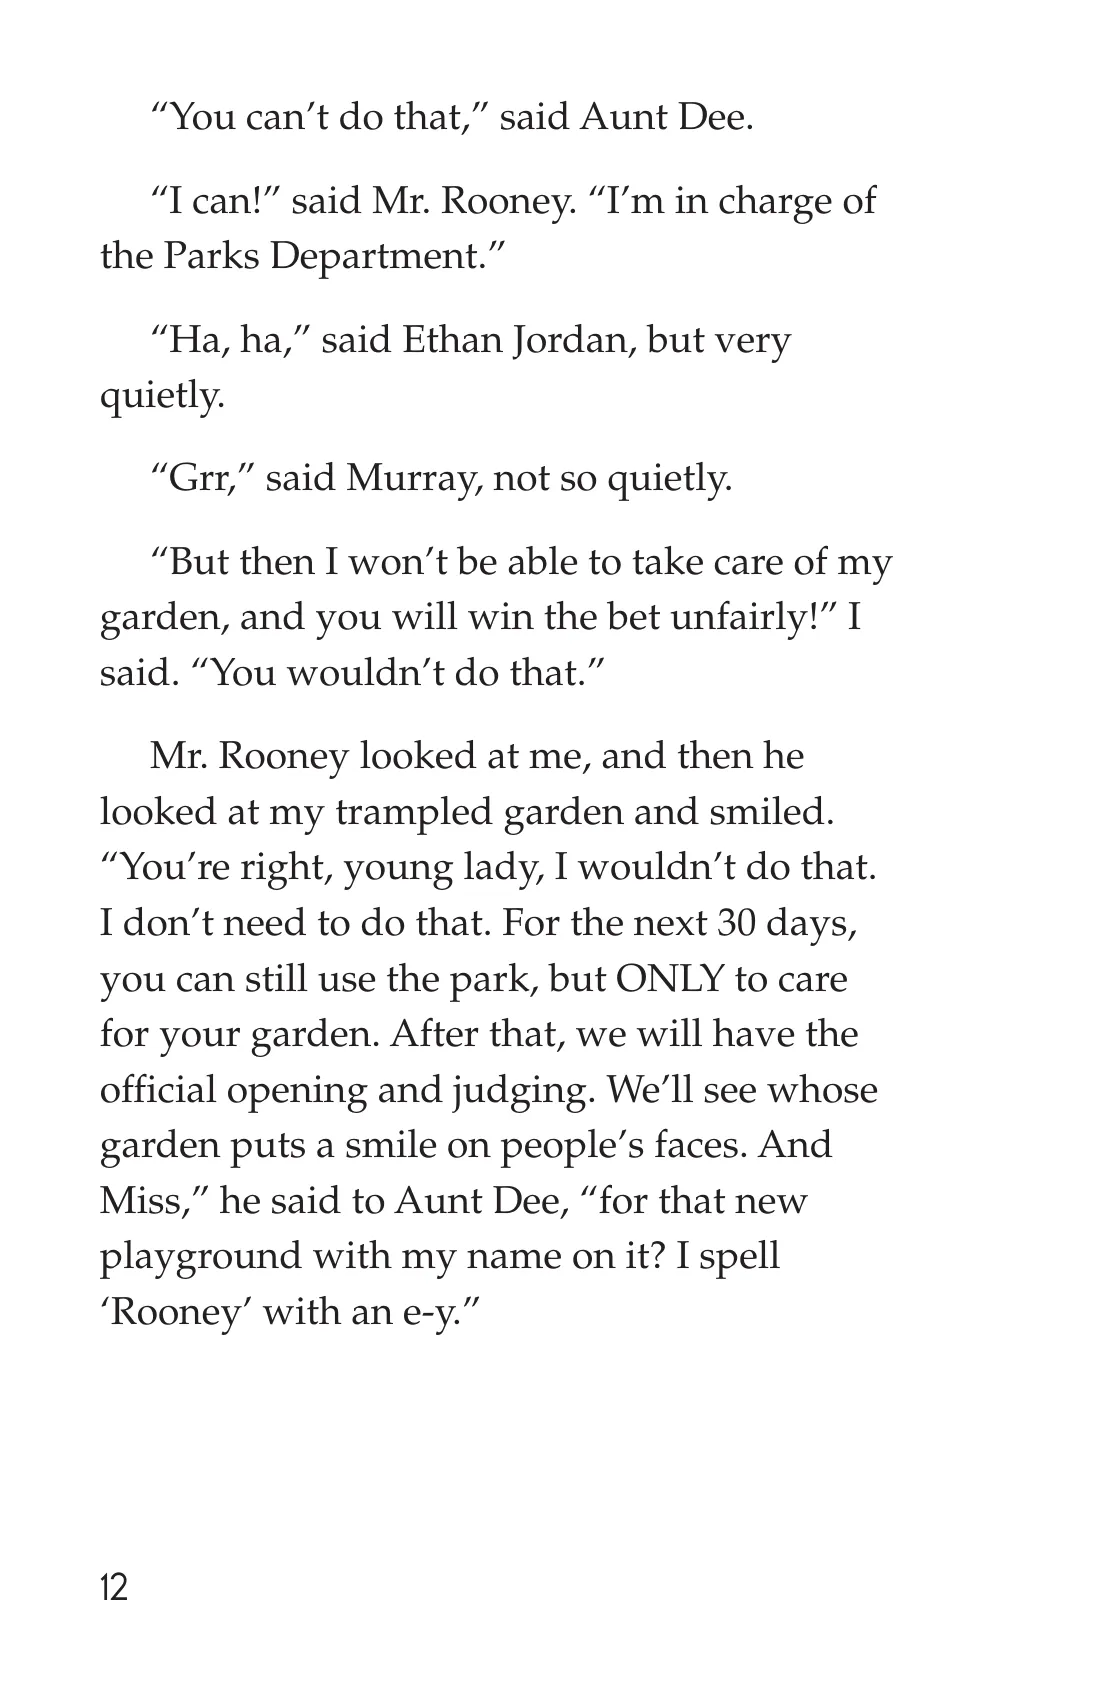 “You can’t do that,” said Aunt Dee.
“I can!” said Mr. Rooney. “I’m in charge of
the Parks Department.”
“Ha, ha,” said Ethan Jordan, but very
quietly.
“Grr,” said Murray, not so quietly.
“But then I won’t be able to take care of my
garden, and you will win the bet unfairly!” I
said. “You wouldn’t do that.”
Mr. Rooney looked at me, and then he
looked at my trampled garden and smiled.
“You’re right, young lady, I wouldn’t do that.
I don’t need to do that. For the next 30 days,
you can still use the park, but ONLY to care
for your garden. After that, we will have the
official opening and judging. We’ll see whose
garden puts a smile on people’s faces. And
Miss,” he said to Aunt Dee, “for that new
playground with my name on it? I spell
‘Rooney’ with an e-y.”
12